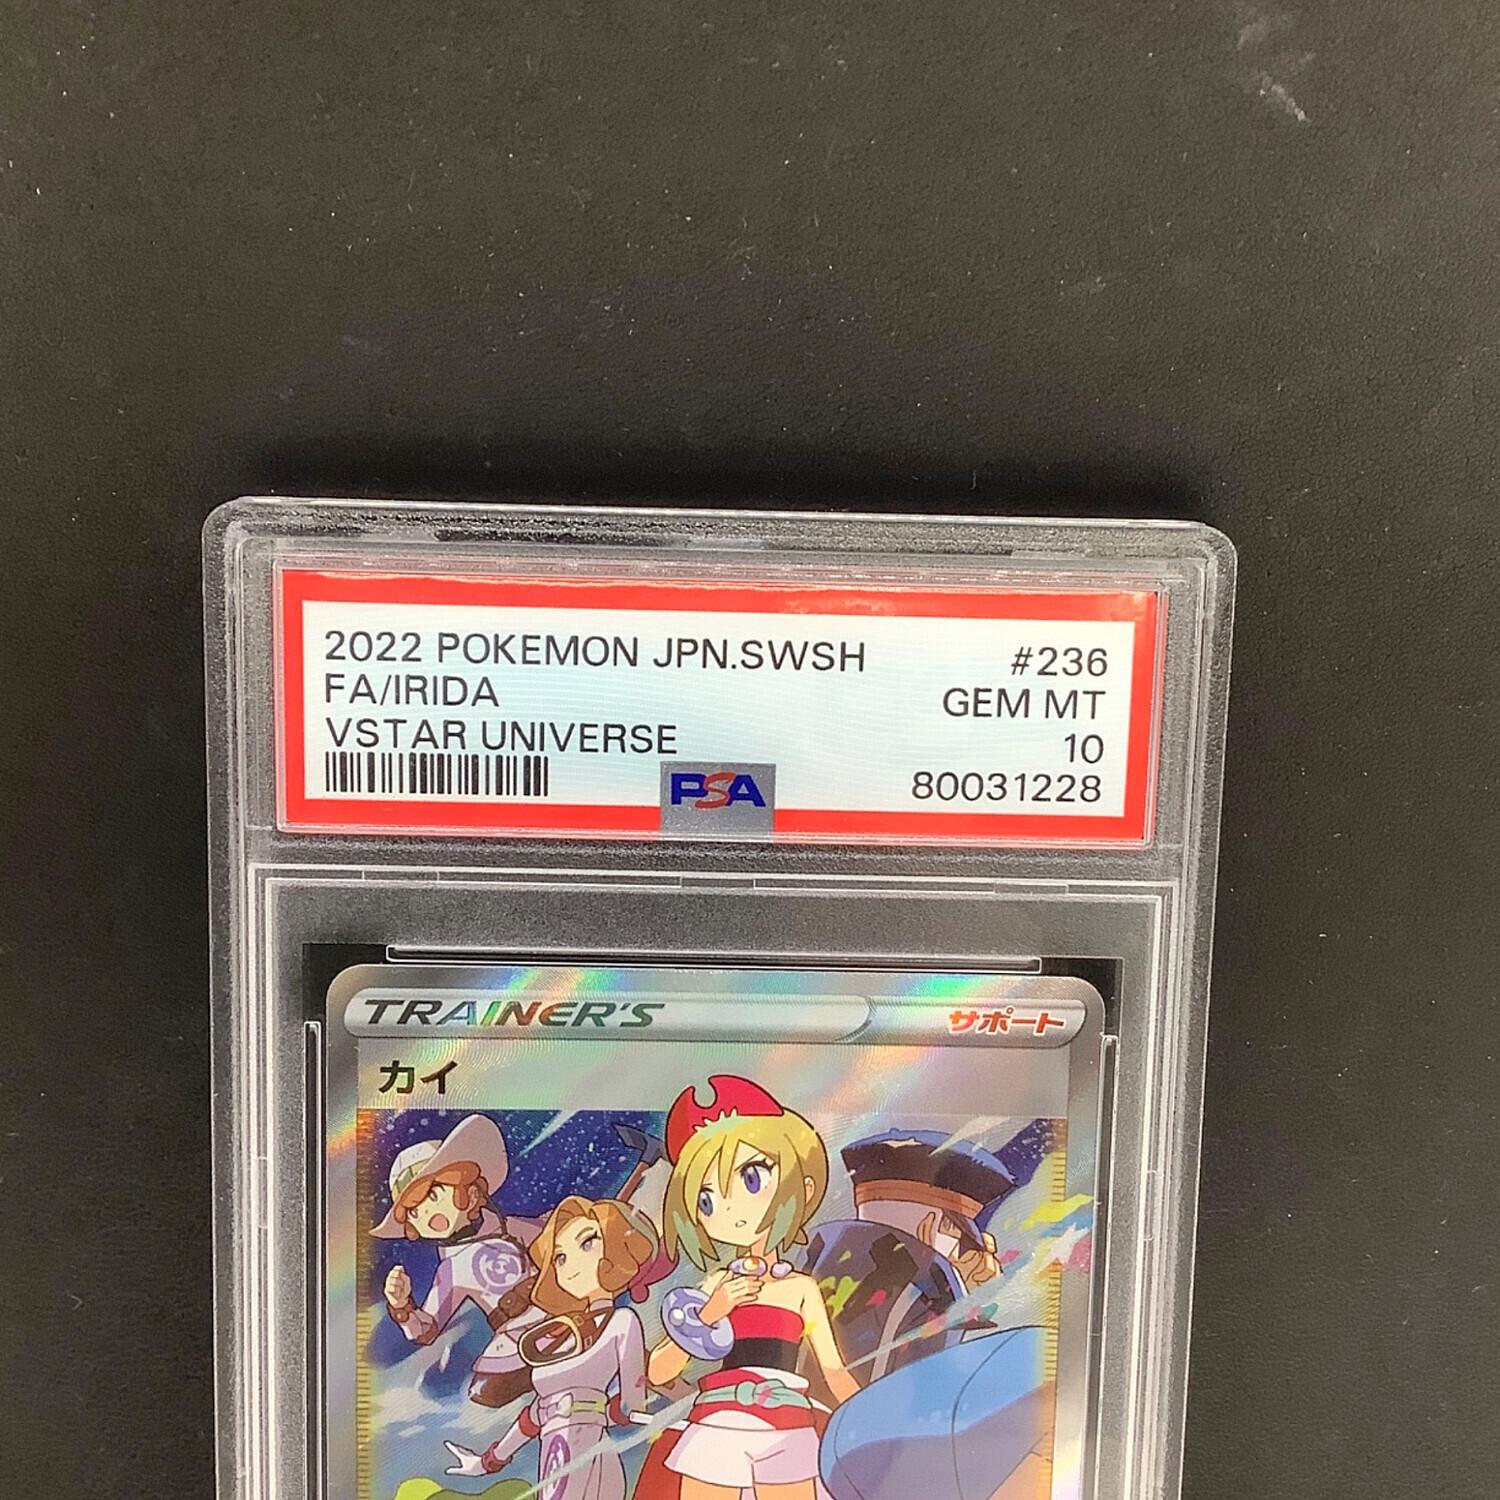 2022 POKEMON JPN.SWSH #236
FA/IRIDA GEM MT
VSTAR UNIVERSE 10
PSA 80031228
TRAINER'S サポート
カイ